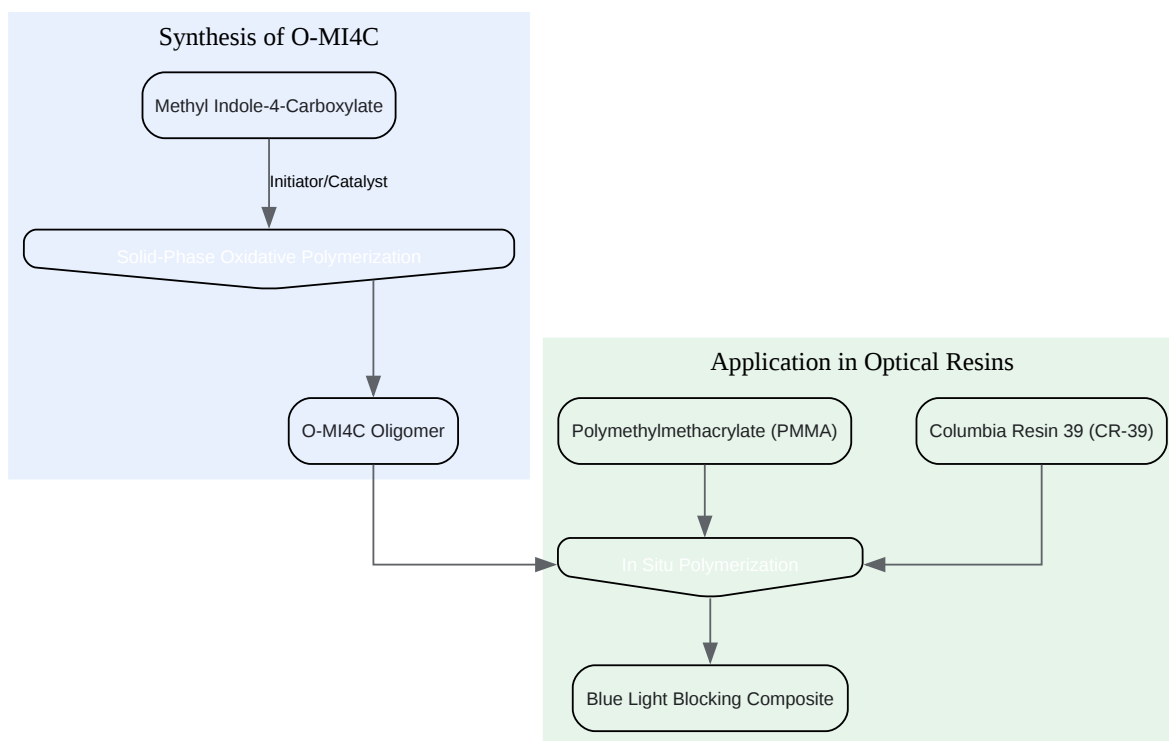 Synthesis of O-MI4C
Methyl Indole-4-Carboxylate
Initiator/Catalyst
Solid-Phase Oxidative Polymerization
O-MI4C Oligomer
Application in Optical Resins
Polymethylmethacrylate (PMMA)
Columbia Resin 39 (CR-39)
In Situ Polymerization
Blue Light Blocking Composite